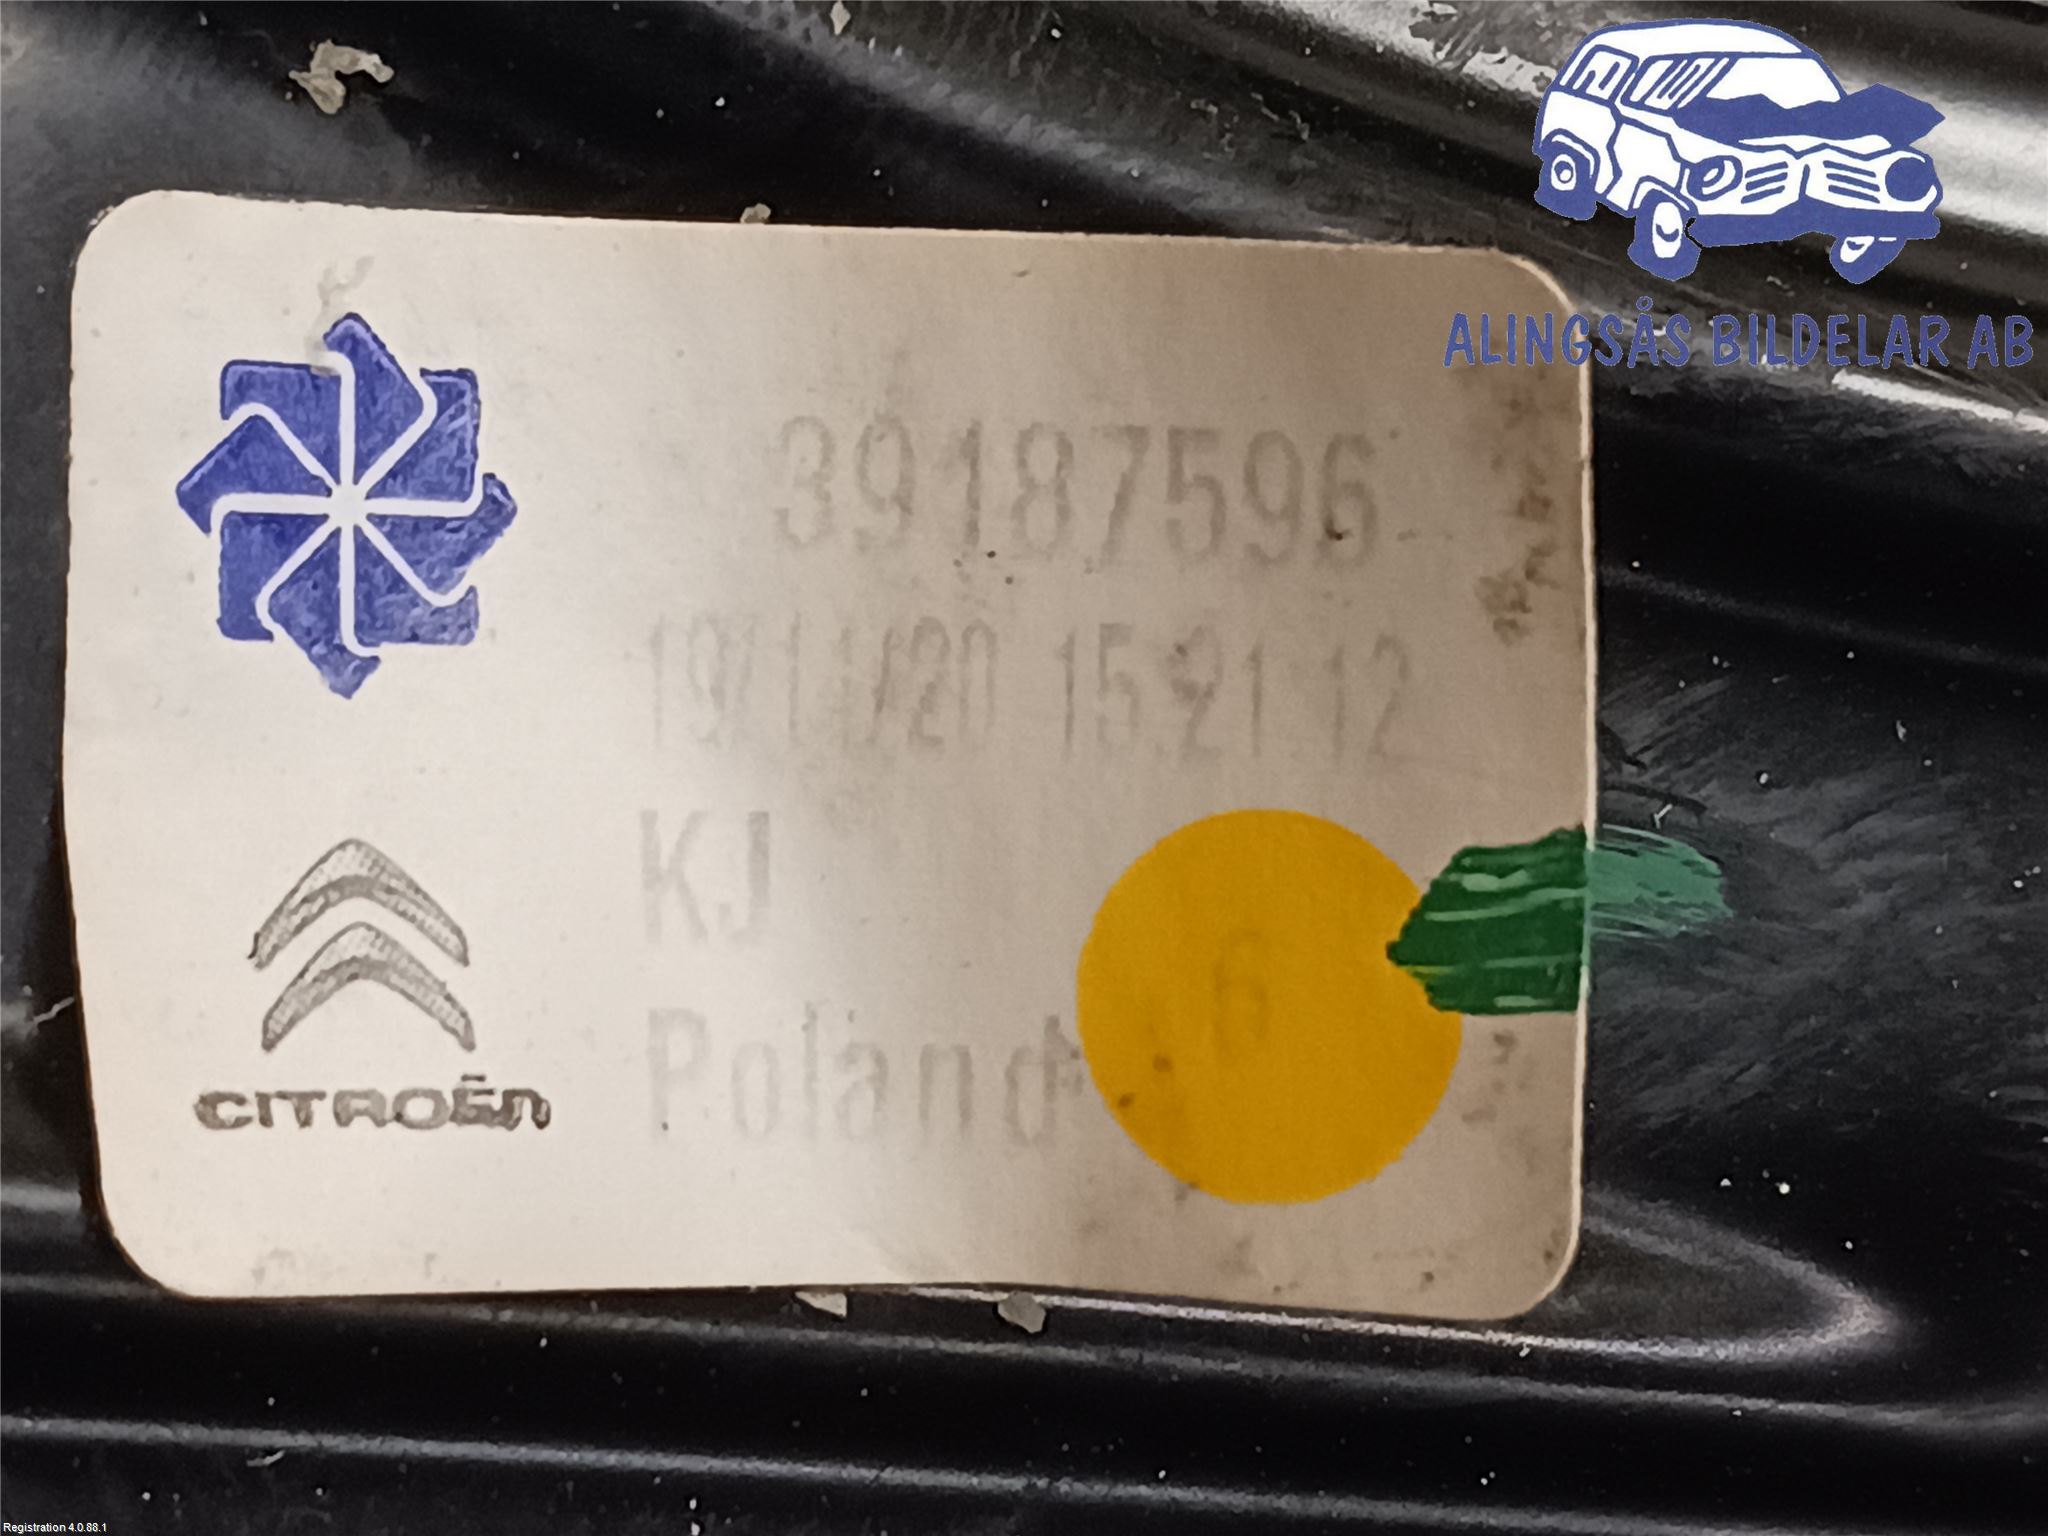 ALINGSÅS BILDELAR AB
39187596
19/11/20 15:21:12
KJ
6
Poland
CITROËN
Registration 4.0.88.1